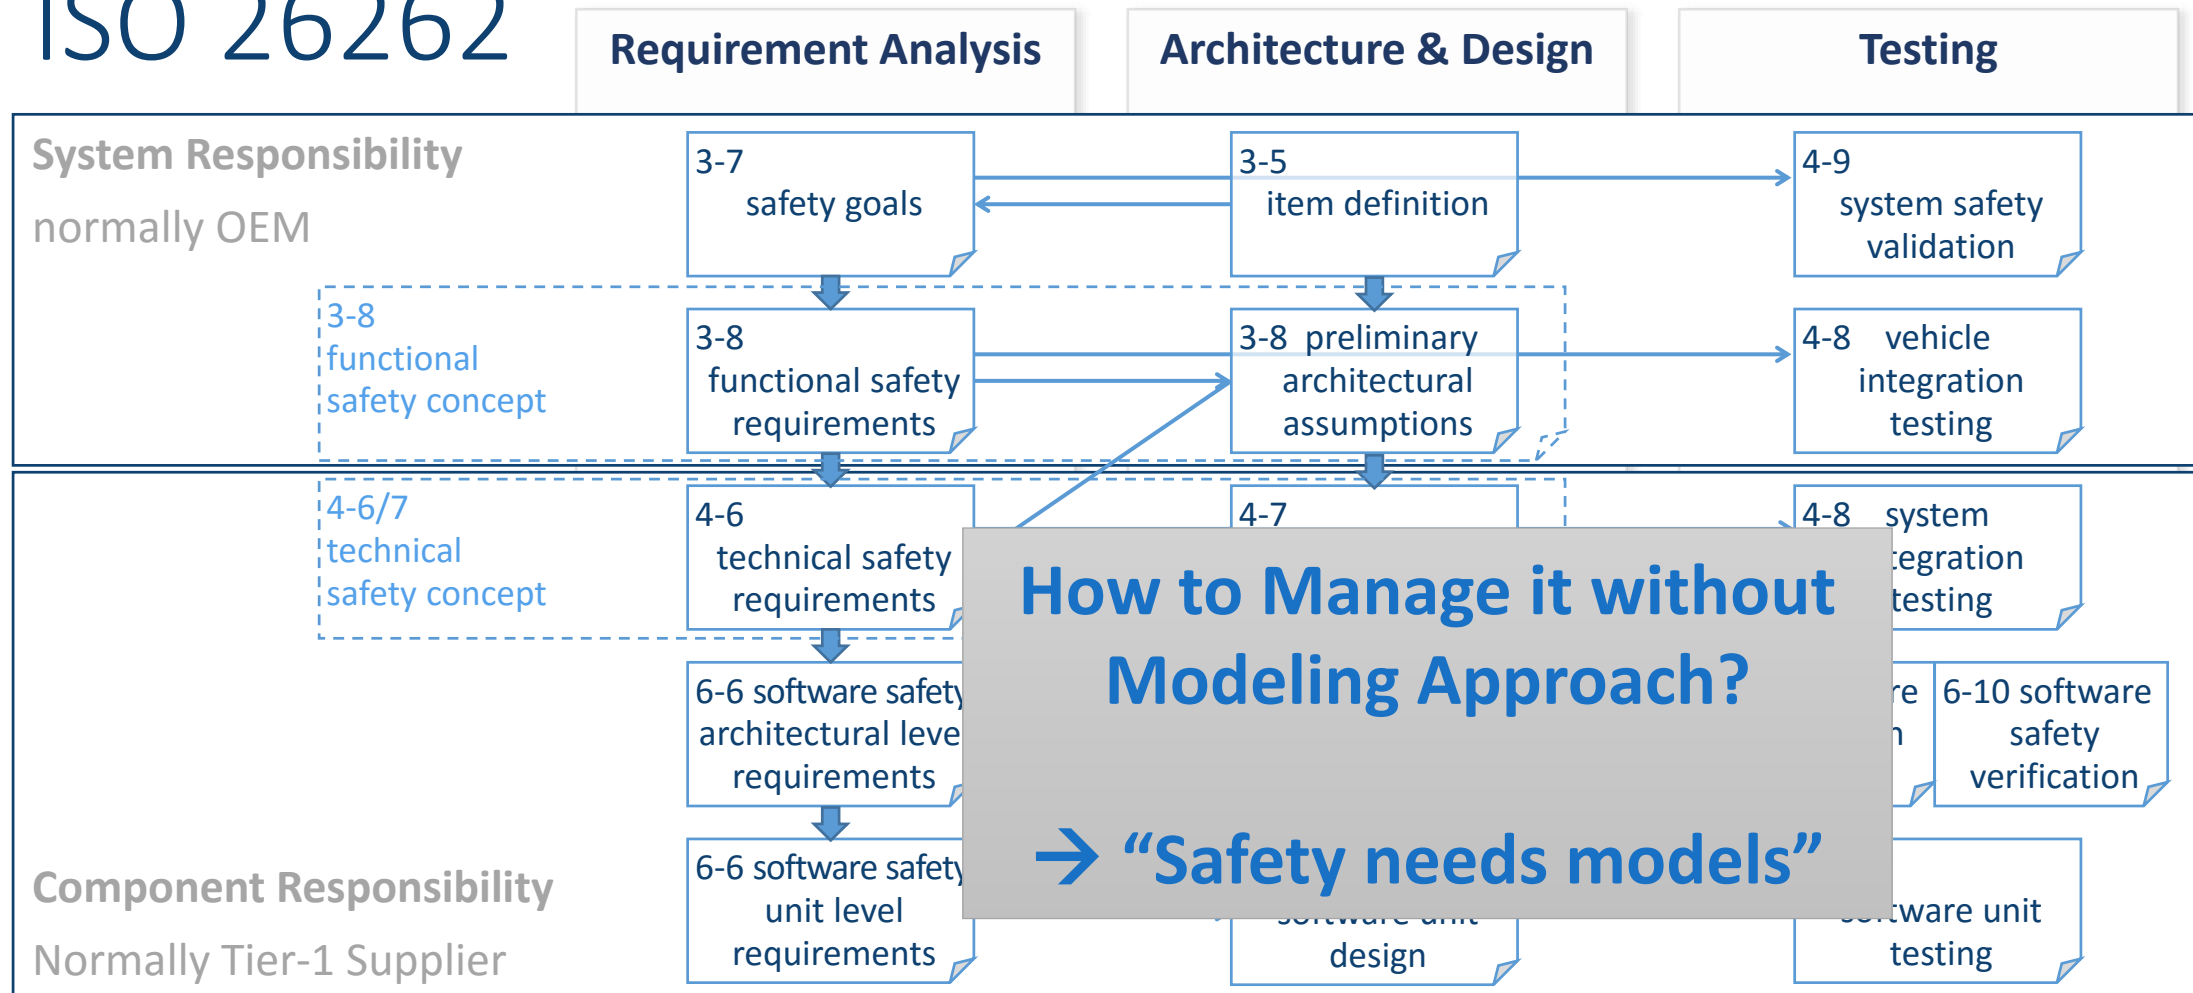 ISO 26262
Requirement Analysis
Architecture & Design
Testing
System Responsibility
normally OEM
3-7
safety goals
3-5
item definition
4-9
system safety
validation
3-8
functional
safety concept
3-8
functional safety
requirements
3-8 preliminary
architectural
assumptions
4-8 vehicle
integration
testing
4-6/7
technical
safety concept
4-6
technical safety
requirements
4-7
4-8 system
tegration
testing
How to Manage it without
Modeling Approach?
→ “Safety needs models”
6-6 software safety
architectural leve
requirements
re
n
6-10 software
safety
verification
Component Responsibility
Normally Tier-1 Supplier
6-6 software safety
unit level
requirements
software unit
design
software unit
testing